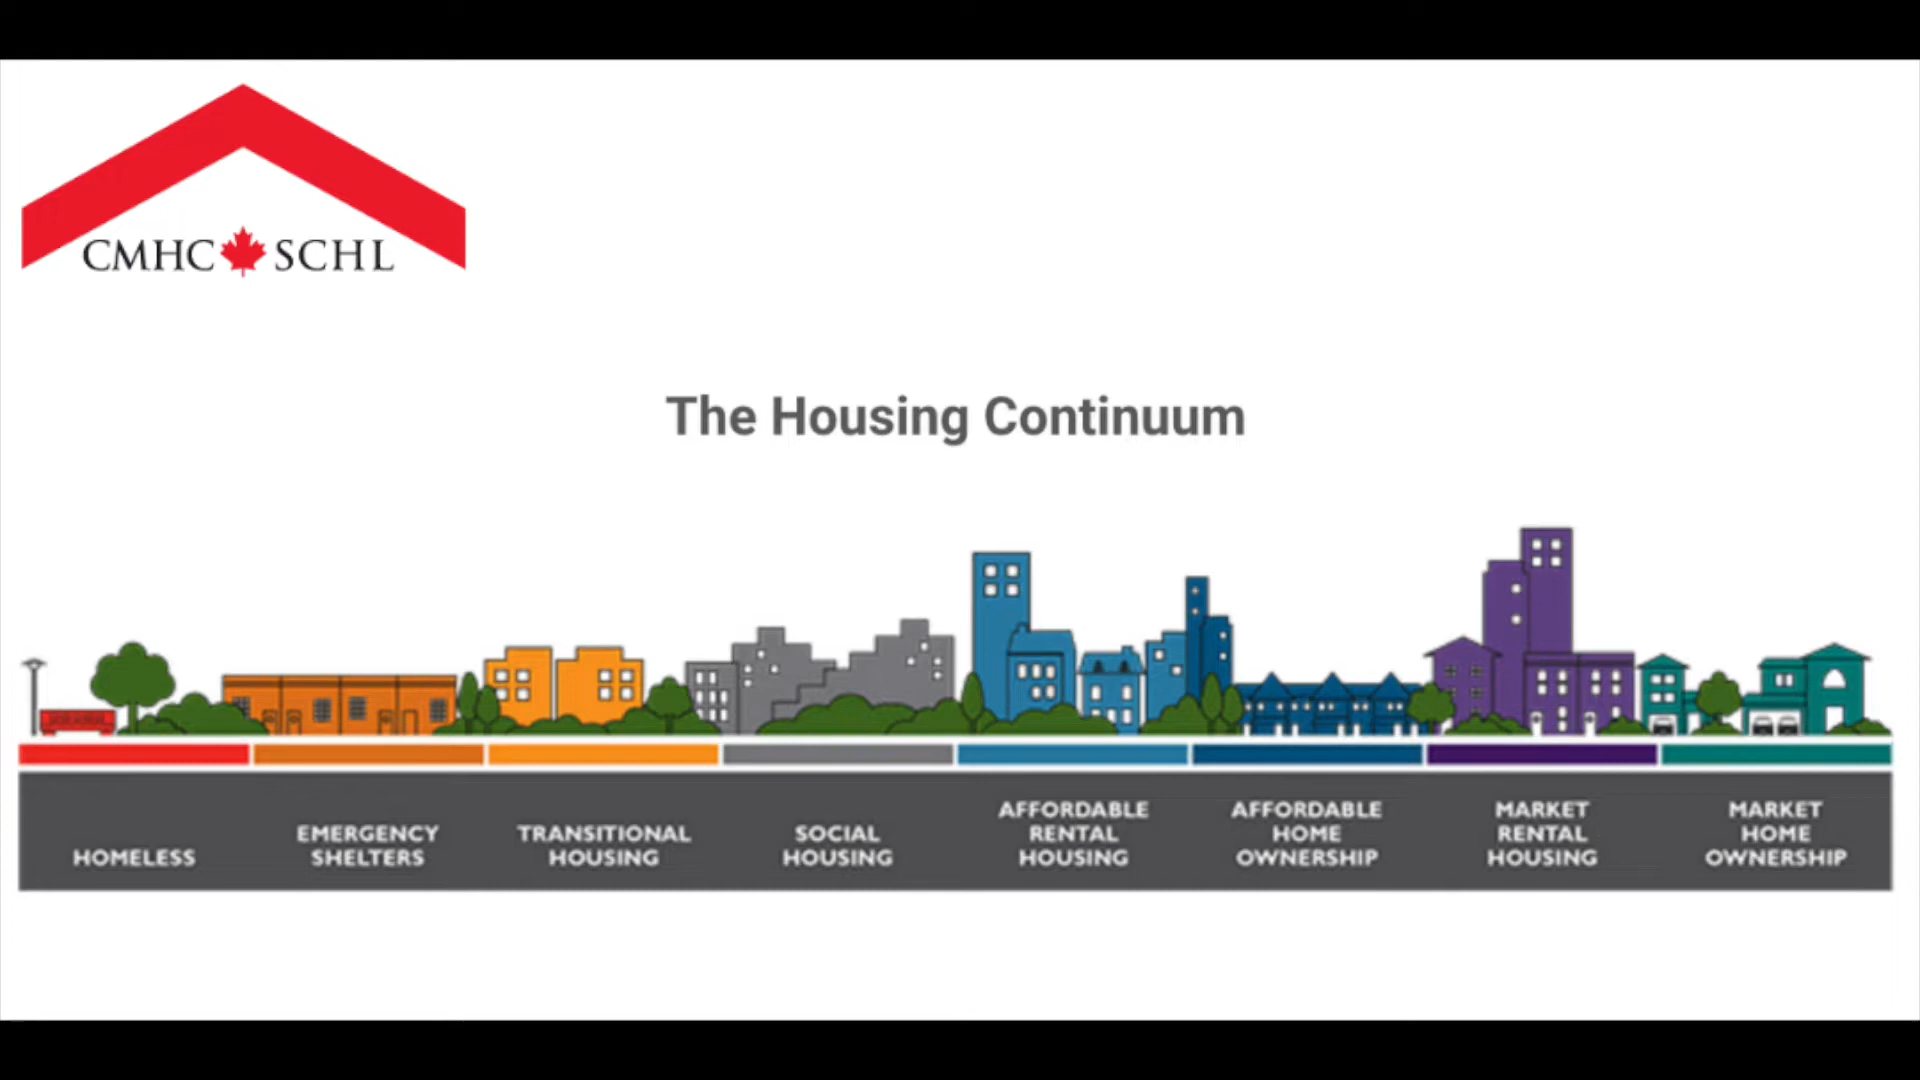 CMHC SCHL
The Housing Continuum
HOMELESS
EMERGENCY
SHELTERS
TRANSITIONAL
HOUSING
SOCIAL
HOUSING
AFFORDABLE
RENTAL
HOUSING
AFFORDABLE
HOME
OWNERSHIP
MARKET
RENTAL
HOUSING
MARKET
HOME
OWNERSHIP